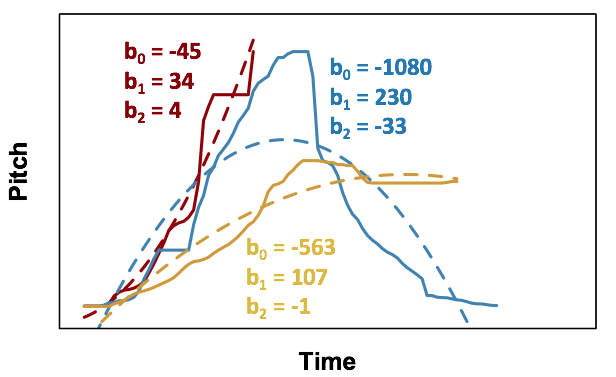 b₀ = -45
b₁ = 34
b₂ = 4
b₀ = -1080
b₁ = 230
b₂ = -33
b₀ = -563
b₁ = 107
b₂ = -1
Pitch
Time